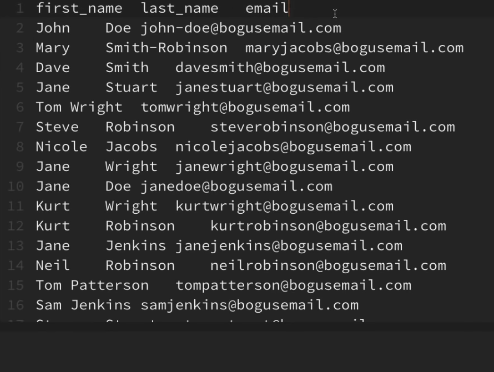 1 first_name last_name email
2 John Doe john-doe@bogusemail.com
3 Mary Smith-Robinson maryjacobs@bogusemail.com
4 Dave Smith davesmith@bogusemail.com
5 Jane Stuart janestuart@bogusemail.com
6 Tom Wright tomwright@bogusemail.com
7 Steve Robinson steverobinson@bogusemail.com
8 Nicole Jacobs nicolejacobs@bogusemail.com
9 Jane Wright janewright@bogusemail.com
10 Jane Doe janedoe@bogusemail.com
11 Kurt Wright kurtwright@bogusemail.com
12 Kurt Robinson kurtrobinson@bogusemail.com
13 Jane Jenkins janejenkins@bogusemail.com
14 Neil Robinson neilrobinson@bogusemail.com
15 Tom Patterson tompatterson@bogusemail.com
16 Sam Jenkins samjenkins@bogusemail.com